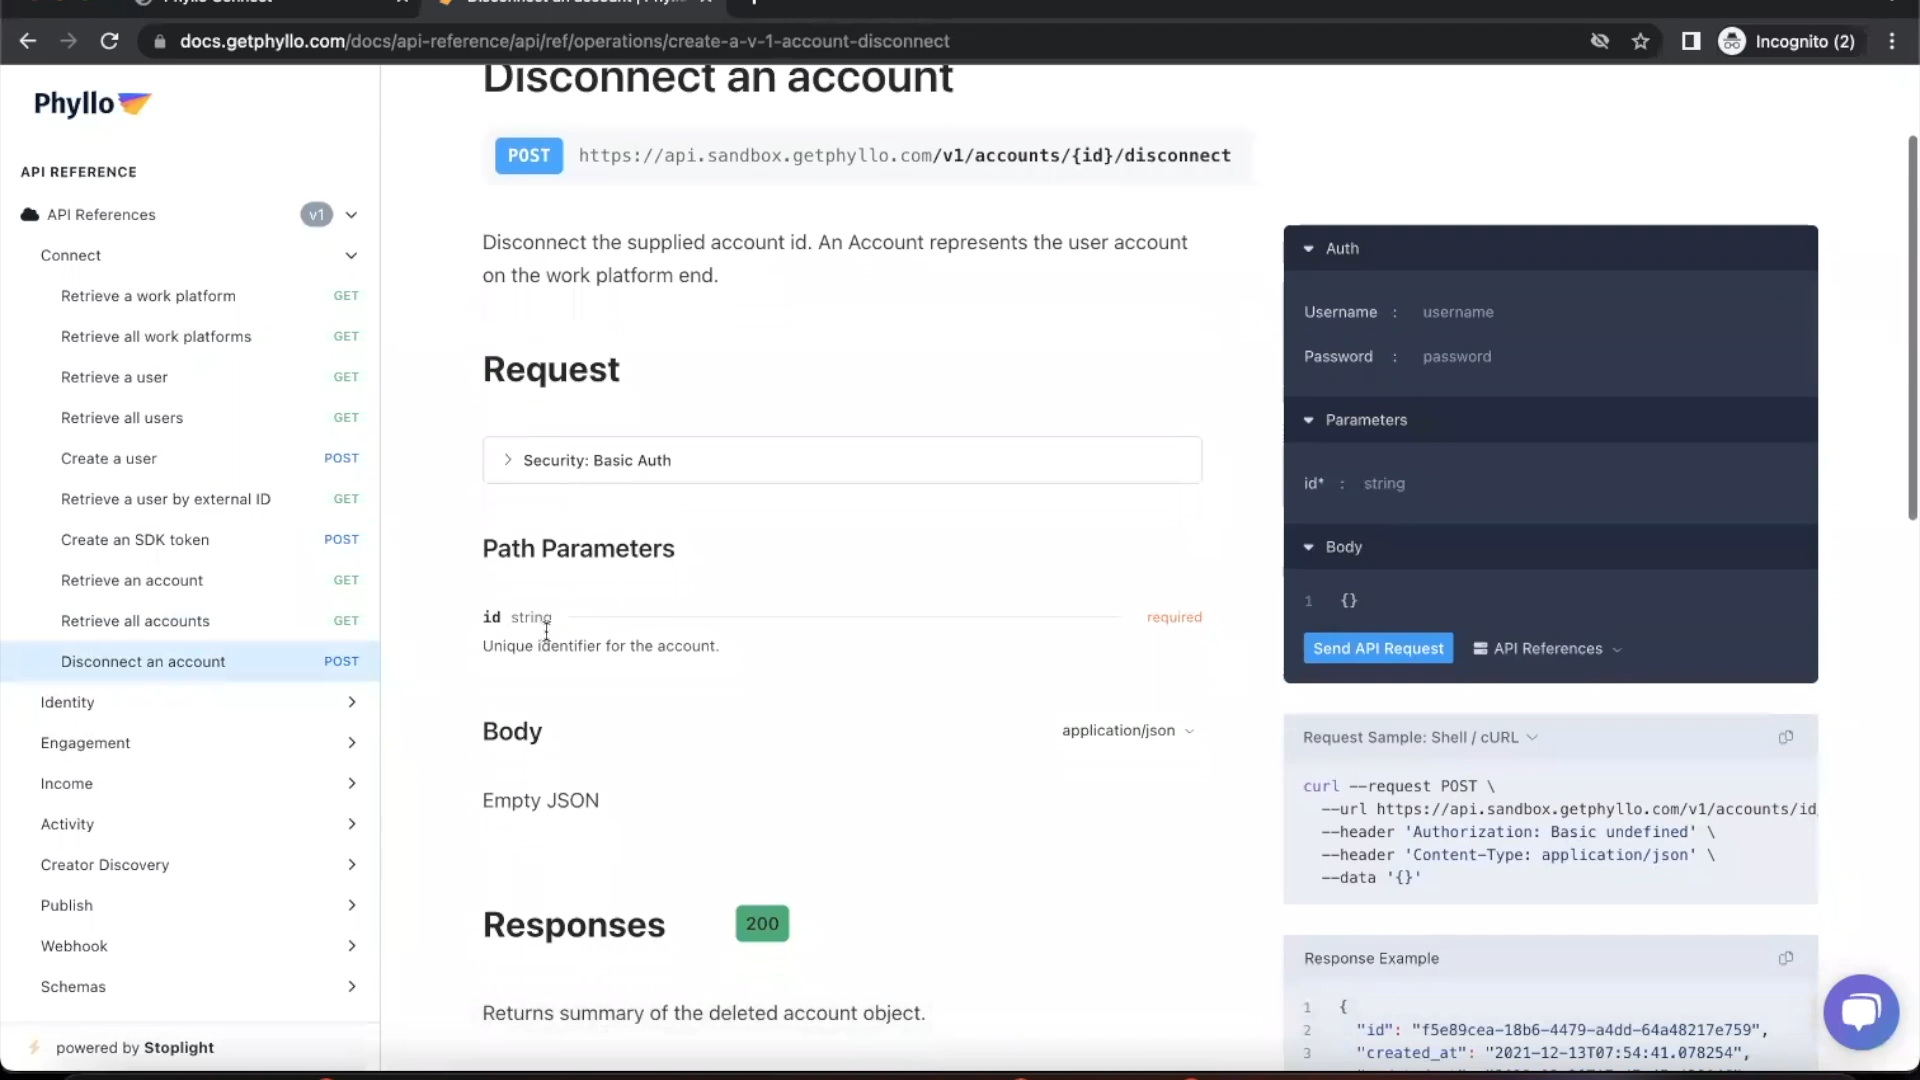 docs.getphyllo.com/docs/api-reference/api/ref/operations/create-a-v-1-account-disconnect
Incognito (2)
Phyllo
API REFERENCE
API References v1
Connect
Retrieve a work platform GET
Retrieve all work platforms GET
Retrieve a user GET
Retrieve all users GET
Create a user POST
Retrieve a user by external ID GET
Create an SDK token POST
Retrieve an account GET
Retrieve all accounts GET
Disconnect an account POST
Identity
Engagement
Income
Activity
Creator Discovery
Publish
Webhook
Schemas
powered by Stoplight
Disconnect an account
POST https://api.sandbox.getphyllo.com/v1/accounts/{id}/disconnect
Disconnect the supplied account id. An Account represents the user account
on the work platform end.
Request
Security: Basic Auth
Path Parameters
id string required
Unique identifier for the account.
Body application/json
Empty JSON
Responses 200
Returns summary of the deleted account object.
Auth
Username : username
Password : password
Parameters
id* : string
Body
1 {}
Send API Request API References
Request Sample: Shell / cURL
curl --request POST \
--url https://api.sandbox.getphyllo.com/v1/accounts/id
--header 'Authorization: Basic undefined' \
--header 'Content-Type: application/json' \
--data '{}'
Response Example
1 {
2 "id": "f5e89cea-18b6-4479-a4dd-64a48217e759",
3 "created_at": "2021-12-13T07:54:41.078254",